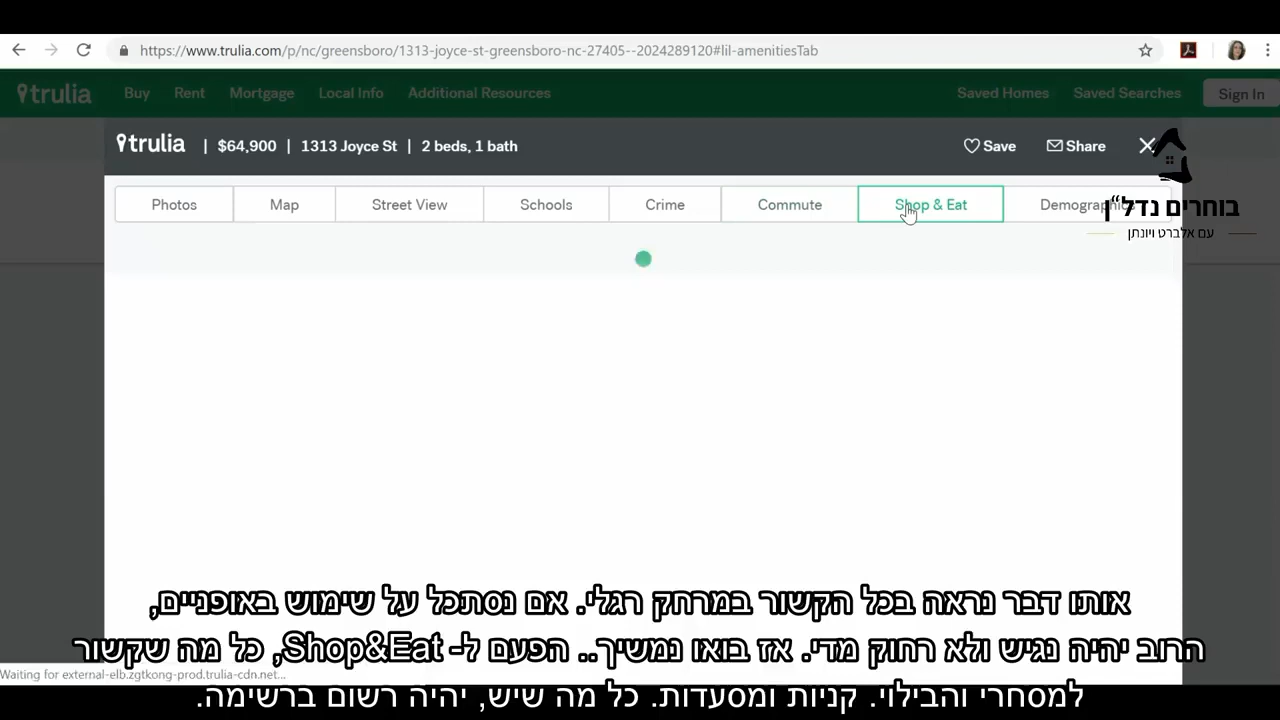 https://www.trulia.com/p/nc/greensboro/1313-joyce-st-greensboro-nc-27405--2024289120#lil-amenitiesTab
trulia Buy Rent Mortgage Local Info Additional Resources Saved Homes Saved Searches Sign In
trulia | $64,900 | 1313 Joyce St | 2 beds, 1 bath Save Share
Photos Map Street View Schools Crime Commute Shop & Eat Demographics
בוחרים נדל“ן
עם אלברט ויונתן
אותו דבר נראה בכל הקשור במרחק רגלי. אם נסתכל על שימוש באופניים,
הרוב יהיה נגיש ולא רחוק מדי. אז בואו נמשיך.. הפעם ל- Shop&Eat, כל מה שקשור
למסחרי והבילוי. קניות ומסעדות. כל מה שיש, יהיה רשום ברשימה.
Waiting for external-elb.zgtkong-prod.trulia-cdn.net...